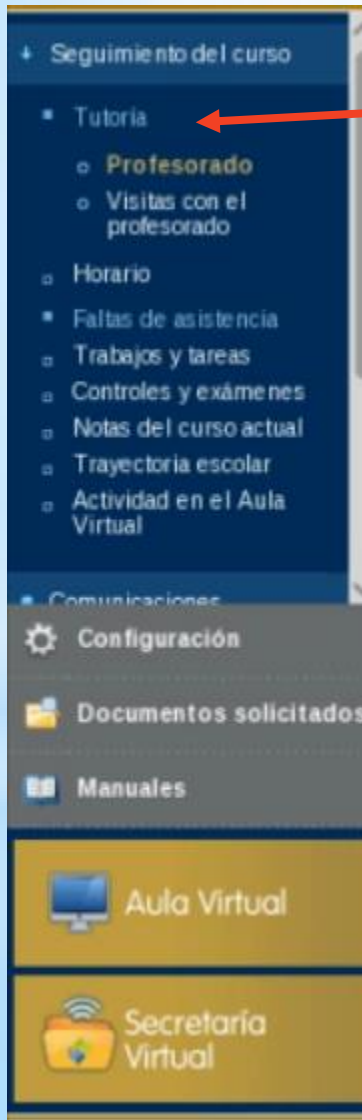 Seguimiento del curso
Tutoría
Profesorado
Visitas con el
profesorado
Horario
Faltas de asistencia
Trabajos y tareas
Controles y exámenes
Notas del curso actual
Trayectoria escolar
Actividad en el Aula
Virtual
Comunicaciones
Configuración
Documentos solicitados
Manuales
Aula Virtual
Secretaría
Virtual